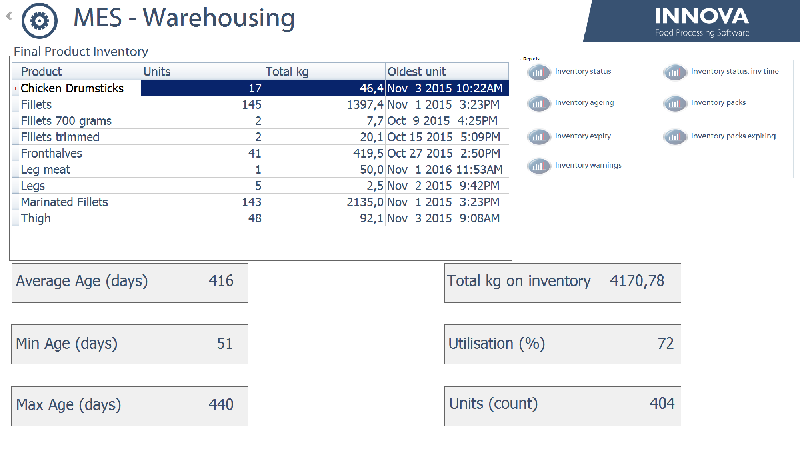 MES - Warehousing
INNOVA
Food Processing Software
Final Product Inventory
Product Units Total kg Oldest unit
Chicken Drumsticks 17 46,4 Nov 3 2015 10:22AM
Fillets 145 1397,4 Nov 1 2015 3:23PM
Fillets 700 grams 2 7,7 Oct 9 2015 4:25PM
Fillets trimmed 2 20,1 Oct 15 2015 5:09PM
Fronthalves 41 419,5 Oct 27 2015 2:50PM
Leg meat 1 50,0 Nov 1 2016 11:53AM
Legs 5 2,5 Nov 2 2015 9:42PM
Marinated Fillets 143 2135,0 Nov 1 2015 3:23PM
Thigh 48 92,1 Nov 3 2015 9:08AM
Reports
Inventory status
Inventory status, inv time
Inventory ageing
Inventory packs
Inventory expiry
Inventory packs expiring
Inventory warnings
Average Age (days) 416
Total kg on inventory 4170,78
Min Age (days) 51
Utilisation (%) 72
Max Age (days) 440
Units (count) 404